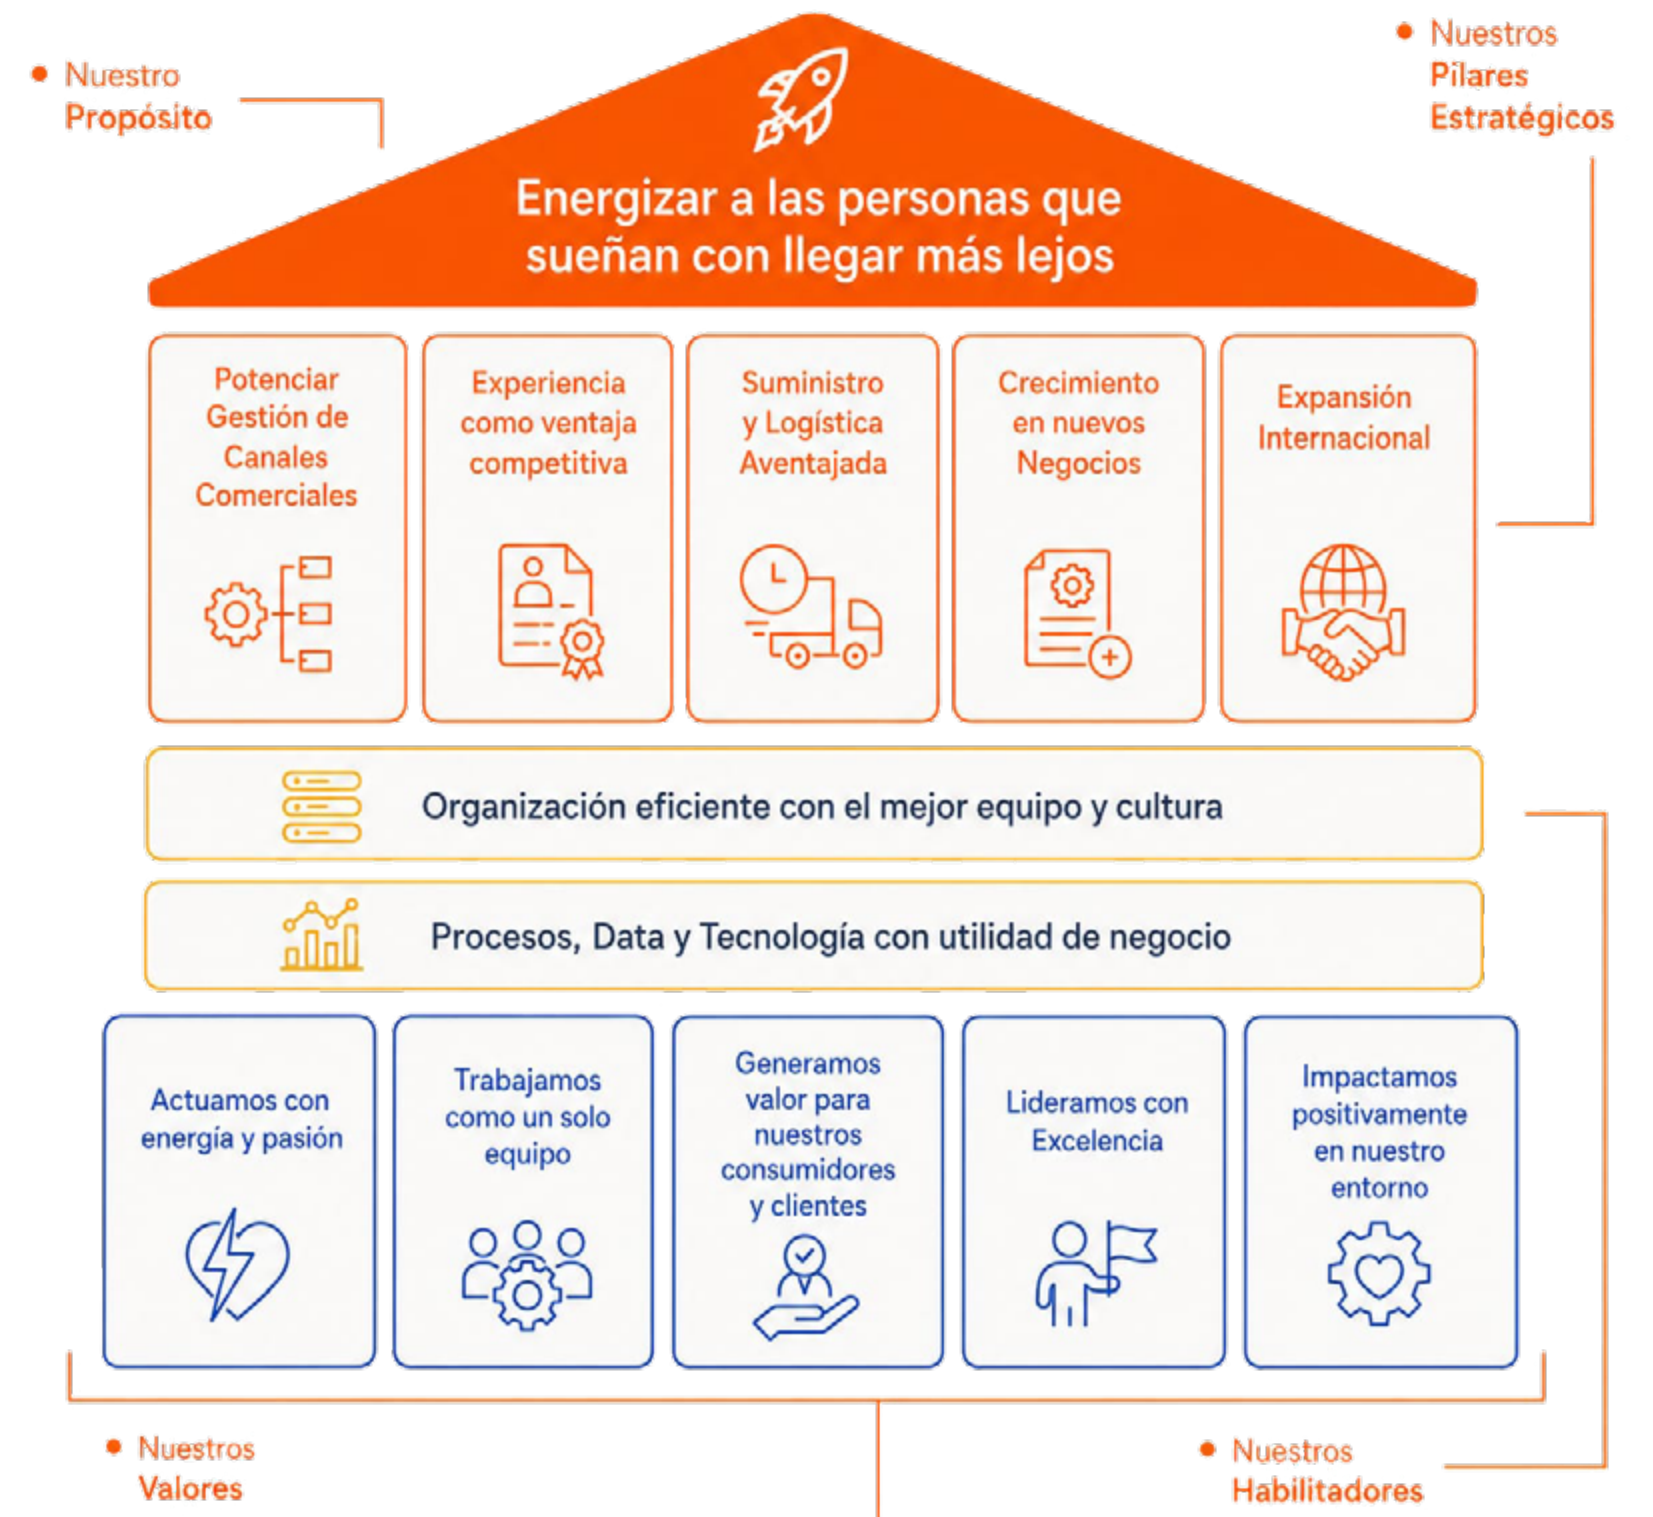 Nuestro
Propósito
Nuestros
Pilares
Estratégicos
Energizar a las personas que
sueñan con llegar más lejos
Potenciar
Gestión de
Canales
Comerciales
Experiencia
como ventaja
competitiva
Suministro
y Logística
Aventajada
Crecimiento
en nuevos
Negocios
Expansión
Internacional
Organización eficiente con el mejor equipo y cultura
Procesos, Data y Tecnología con utilidad de negocio
Actuamos con
energía y pasión
Trabajamos
como un solo
equipo
Generamos
valor para
nuestros
consumidores
y clientes
Lideramos con
Excelencia
Impactamos
positivamente
en nuestro
entorno
Nuestros
Valores
Nuestros
Habilitadores